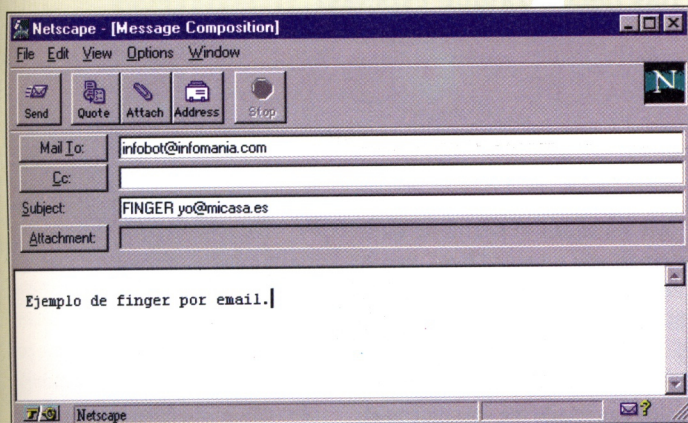 Netscape - [Message Composition]
File Edit View Options Window
Send Quote Attach Address Stop
N
Mail To: infobot@infomania.com
Cc:
Subject: FINGER yo@micasa.es
Attachment:
Ejemplo de finger por email.
Netscape